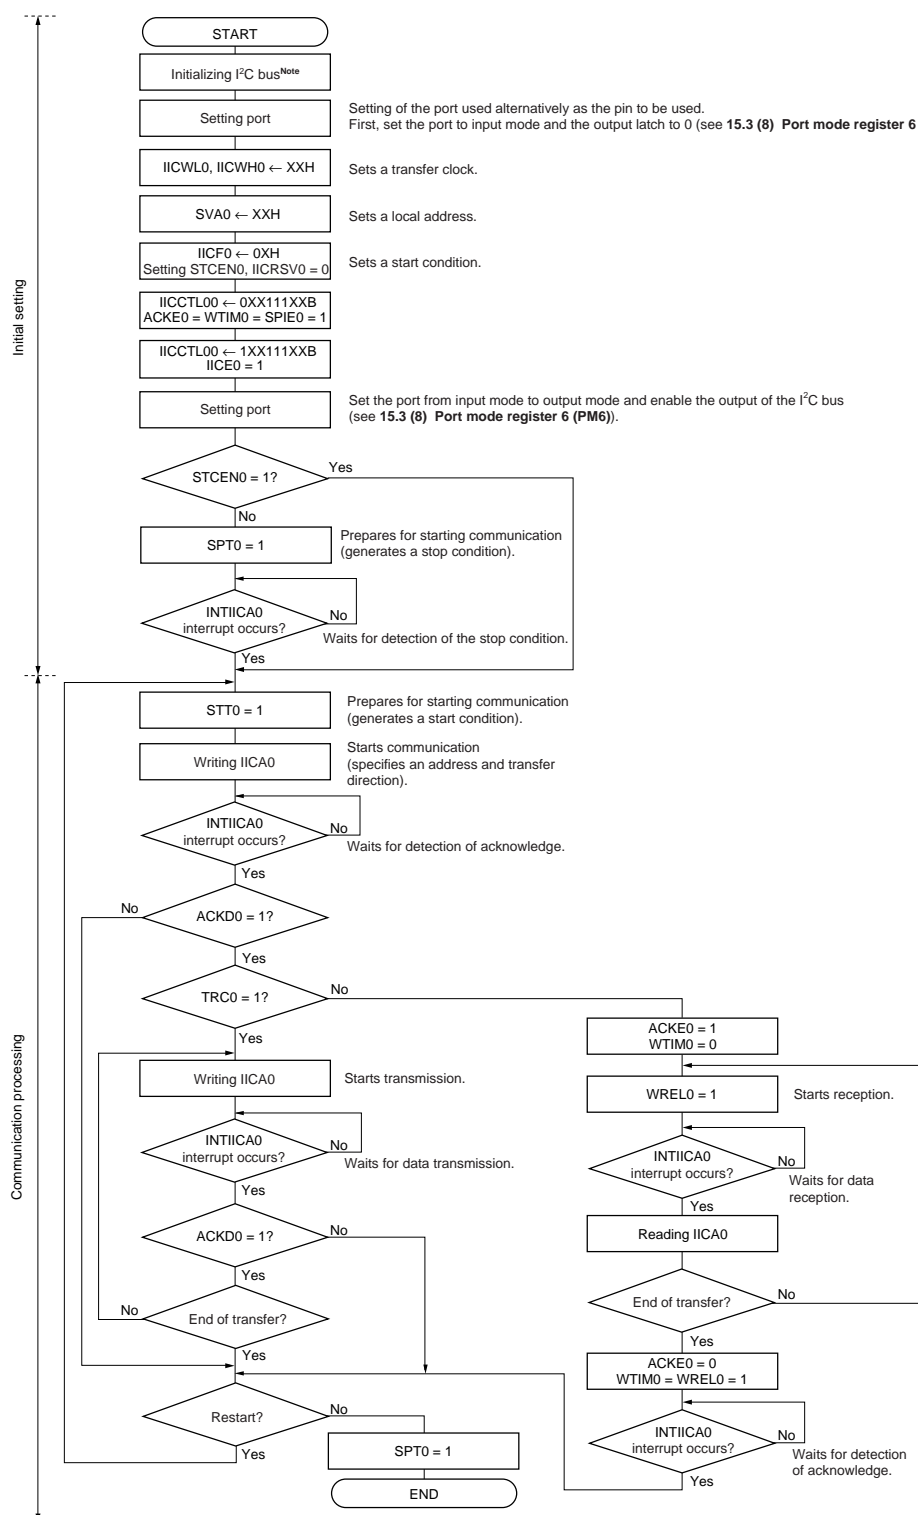 START
Initializing I2C busNote
Setting port
Setting of the port used alternatively as the pin to be used.
First, set the port to input mode and the output latch to 0 (see 15.3 (8) Port mode register 6
IICWL0, IICWH0 ← XXH
Sets a transfer clock.
SVA0 ← XXH
Sets a local address.
IICF0 ← 0XH
Setting STCEN0, IICRSV0 = 0
Sets a start condition.
IICCTL00 ← 0XX111XXB
ACKE0 = WTIM0 = SPIE0 = 1
IICCTL00 ← 1XX111XXB
IICE0 = 1
Setting port
Set the port from input mode to output mode and enable the output of the I2C bus
(see 15.3 (8) Port mode register 6 (PM6)).
Initial setting
STCEN0 = 1?
Yes
No
SPT0 = 1
Prepares for starting communication
(generates a stop condition).
INTIICA0
interrupt occurs?
No
Waits for detection of the stop condition.
Yes
STT0 = 1
Prepares for starting communication
(generates a start condition).
Writing IICA0
Starts communication
(specifies an address and transfer
direction).
INTIICA0
interrupt occurs?
No
Waits for detection of acknowledge.
Yes
No
ACKD0 = 1?
Yes
TRC0 = 1?
No
Yes
Communication processing
Writing IICA0
Starts transmission.
INTIICA0
interrupt occurs?
No
Waits for data transmission.
Yes
ACKD0 = 1?
No
Yes
No
End of transfer?
Yes
Restart?
No
Yes
SPT0 = 1
END
ACKE0 = 1
WTIM0 = 0
WREL0 = 1
Starts reception.
INTIICA0
interrupt occurs?
No
Waits for data
reception.
Yes
Reading IICA0
End of transfer?
No
Yes
ACKE0 = 0
WTIM0 = WREL0 = 1
INTIICA0
interrupt occurs?
No
Waits for detection
of acknowledge.
Yes